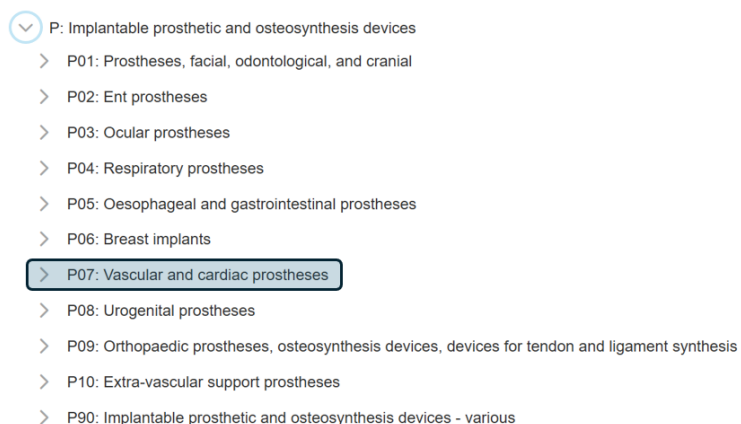 P: Implantable prosthetic and osteosynthesis devices
P01: Prostheses, facial, odontological, and cranial
P02: Ent prostheses
P03: Ocular prostheses
P04: Respiratory prostheses
P05: Oesophageal and gastrointestinal prostheses
P06: Breast implants
P07: Vascular and cardiac prostheses
P08: Urogenital prostheses
P09: Orthopaedic prostheses, osteosynthesis devices, devices for tendon and ligament synthesis
P10: Extra-vascular support prostheses
P90: Implantable prosthetic and osteosynthesis devices - various